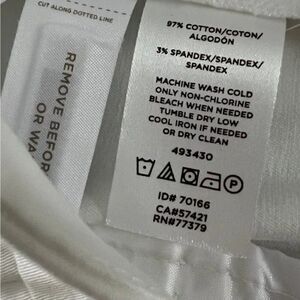 CUT ALONG DOTTED LINE
REMOVE BEFOR
OR WA
97% COTTON/COTON/
ALGODÓN
3% SPANDEX/SPANDEX/
SPANDEX
MACHINE WASH COLD
ONLY NON-CHLORINE
BLEACH WHEN NEEDED
TUMBLE DRY LOW
COOL IRON IF NEEDED
OR DRY CLEAN
493430
ID# 70166
CA#57421
RN#77379